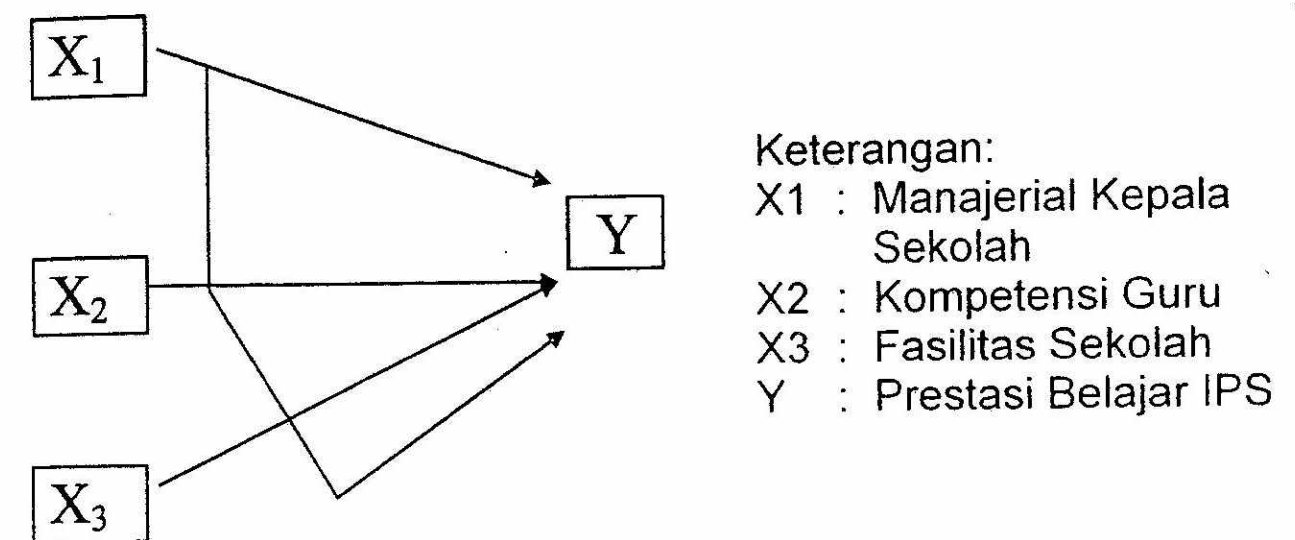 X₁
X₂
X₃
Y
Keterangan:
X1 : Manajerial Kepala
Sekolah
X2 : Kompetensi Guru
X3 : Fasilitas Sekolah
Y : Prestasi Belajar IPS